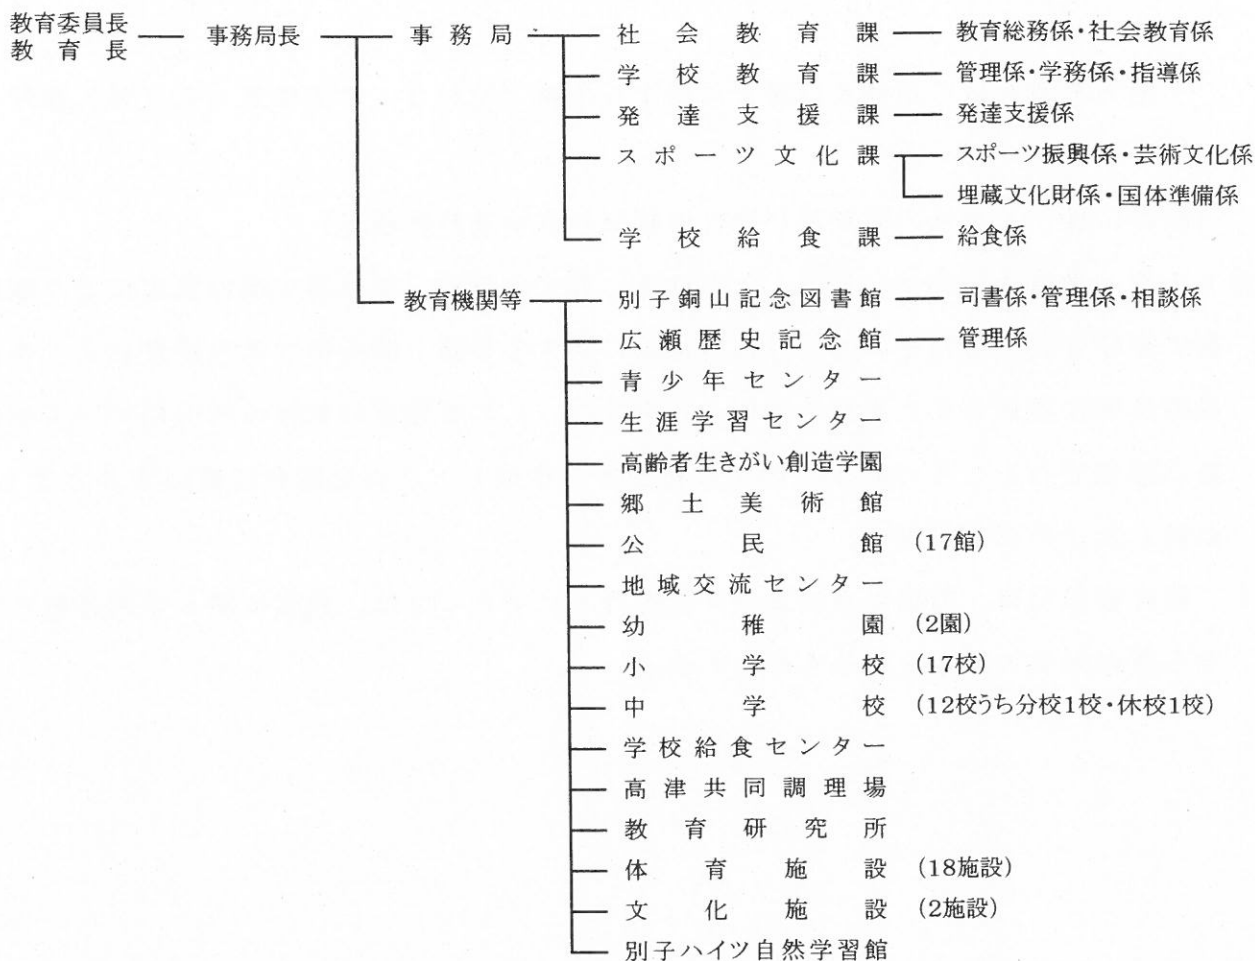 教育委員長
教育長 事務局長 事務局 社会教育課 教育総務係・社会教育係
学校教育課 管理係・学務係・指導係
発達支援課 発達支援係
スポーツ文化課 スポーツ振興係・芸術文化係
埋蔵文化財係・国体準備係
学校給食課 給食係
教育機関等 別子銅山記念図書館 司書係・管理係・相談係
広瀬歴史記念館 管理係
青少年センター
生涯学習センター
高齢者生きがい創造学園
郷土美術館
公民館 (17館)
地域交流センター
幼稚園 (2園)
小学校 (17校)
中学校 (12校うち分校1校・休校1校)
学校給食センター
高津共同調理場
教育研究所
体育施設 (18施設)
文化施設 (2施設)
別子ハイツ自然学習館